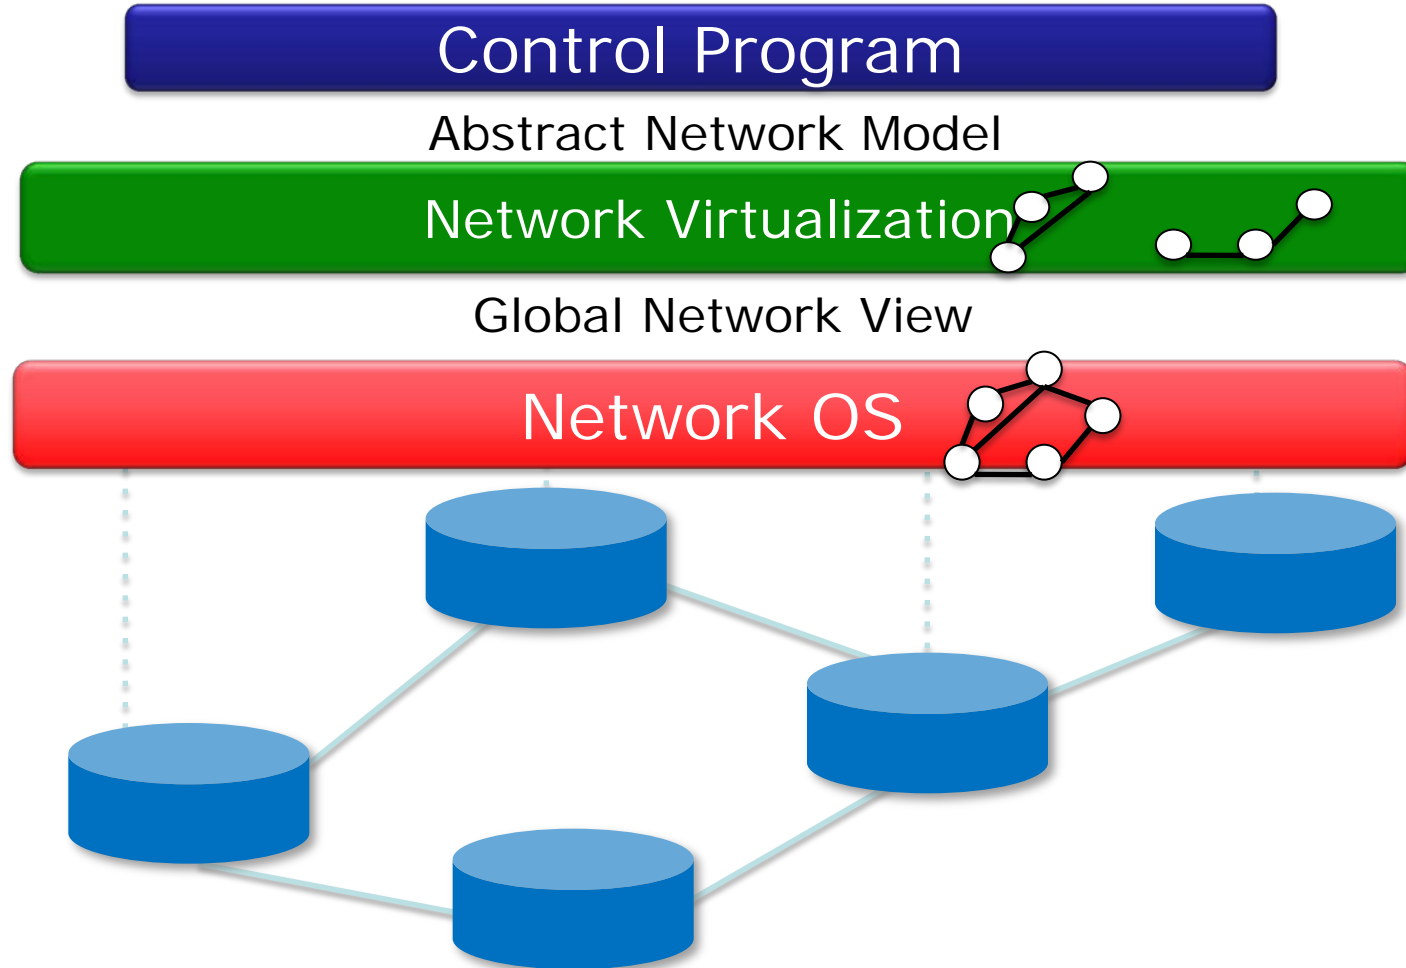 Control Program
Abstract Network Model
Network Virtualization
Global Network View
Network OS